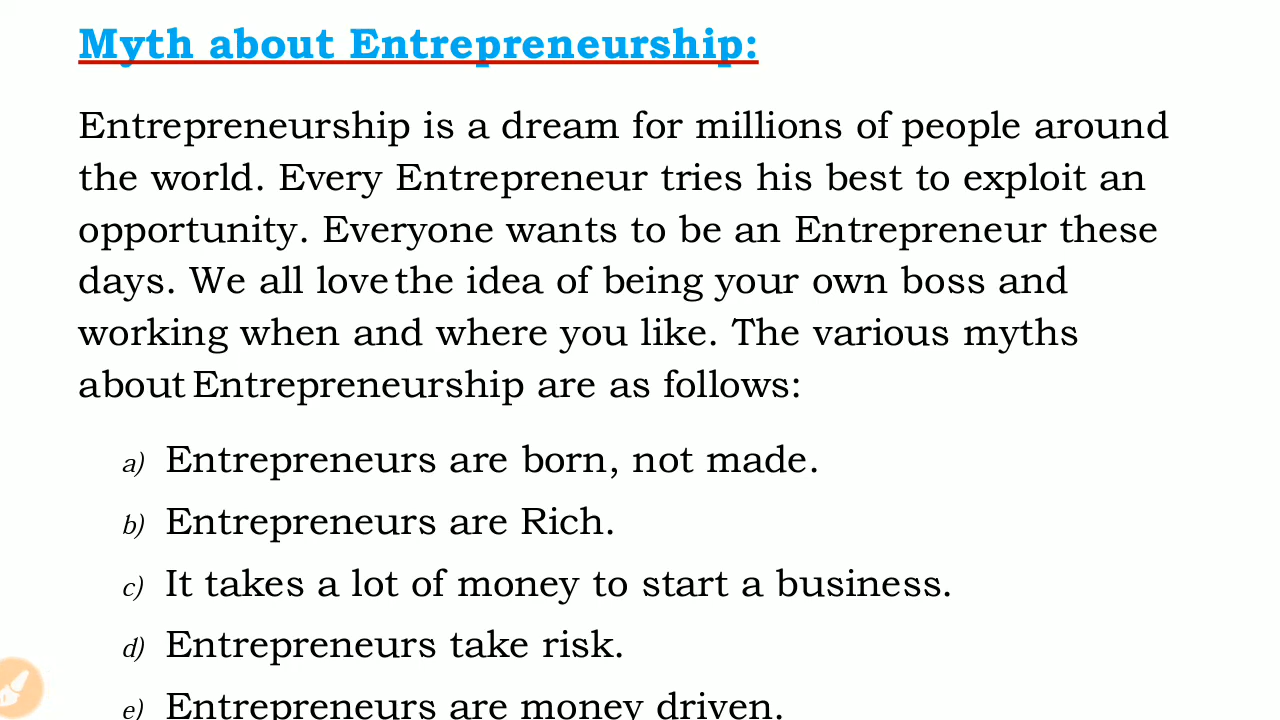 Myth about Entrepreneurship:
Entrepreneurship is a dream for millions of people around
the world. Every Entrepreneur tries his best to exploit an
opportunity. Everyone wants to be an Entrepreneur these
days. We all love the idea of being your own boss and
working when and where you like. The various myths
about Entrepreneurship are as follows:
a) Entrepreneurs are born, not made.
b) Entrepreneurs are Rich.
c) It takes a lot of money to start a business.
d) Entrepreneurs take risk.
e) Entrepreneurs are money driven.